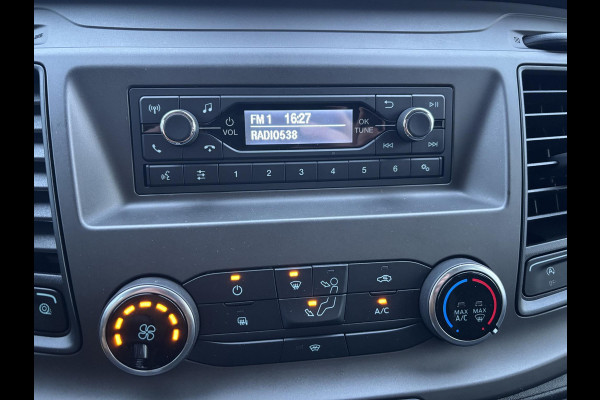 FM 1 16:27
RADIO538
VOL
OK
TUNE
1 2 3 4 5 6
A/C
MAX A/C
MAX